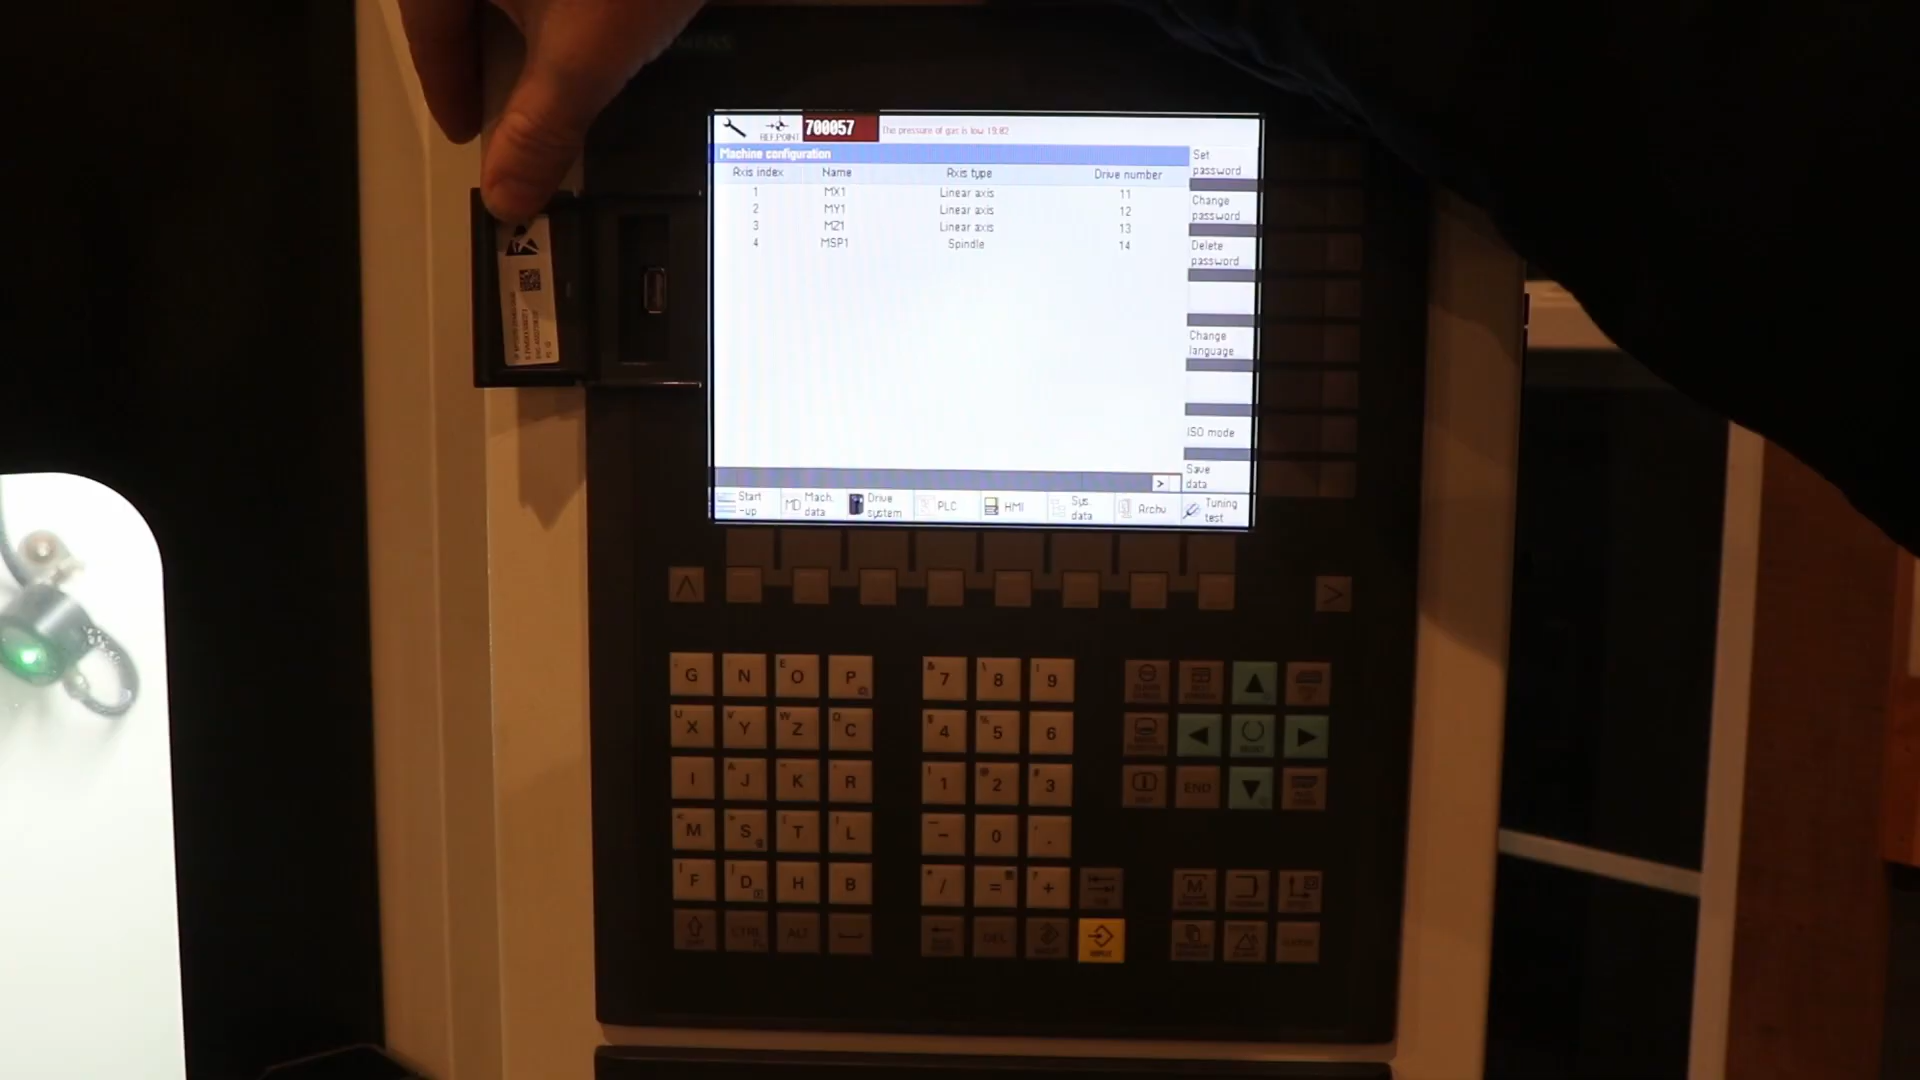 REF.POINT
700057
The pressure of gas is low 19.02
Machine configuration
Axis index Name Axis type Drive number
1 MX1 Linear axis 11
2 MY1 Linear axis 12
3 MZ1 Linear axis 13
4 MSP1 Spindle 14
Set
password
Change
password
Delete
password
Change
language
ISO mode
Save
data
>
Start
-up
MD Mach.
data
Drive
system
PLC
HMI
Sys.
data
Tuning
test
G N O P 7 8 9
X Y Z C 4 5 6
I J K R 1 2 3 END
M S T L - 0 .
F D H B / = +
CTRL ALT DEL